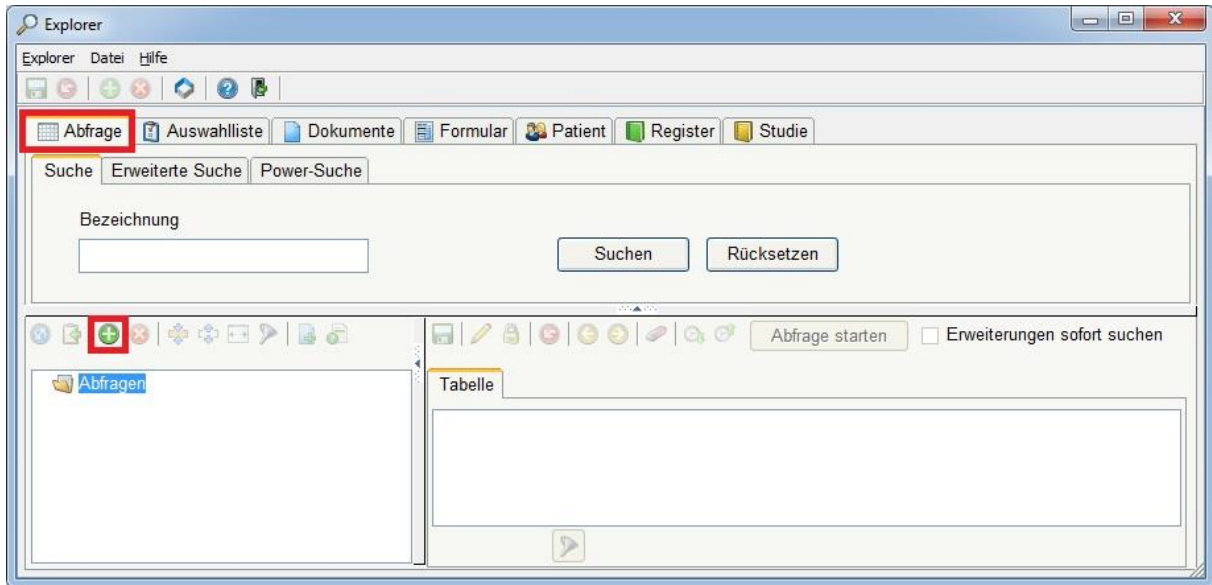 Explorer
Explorer Datei Hilfe
Abfrage Auswahlliste Dokumente Formular Patient Register Studie
Suche Erweiterte Suche Power-Suche
Bezeichnung
Suchen Rücksetzen
Abfrage starten Erweiterungen sofort suchen
Abfragen
Tabelle